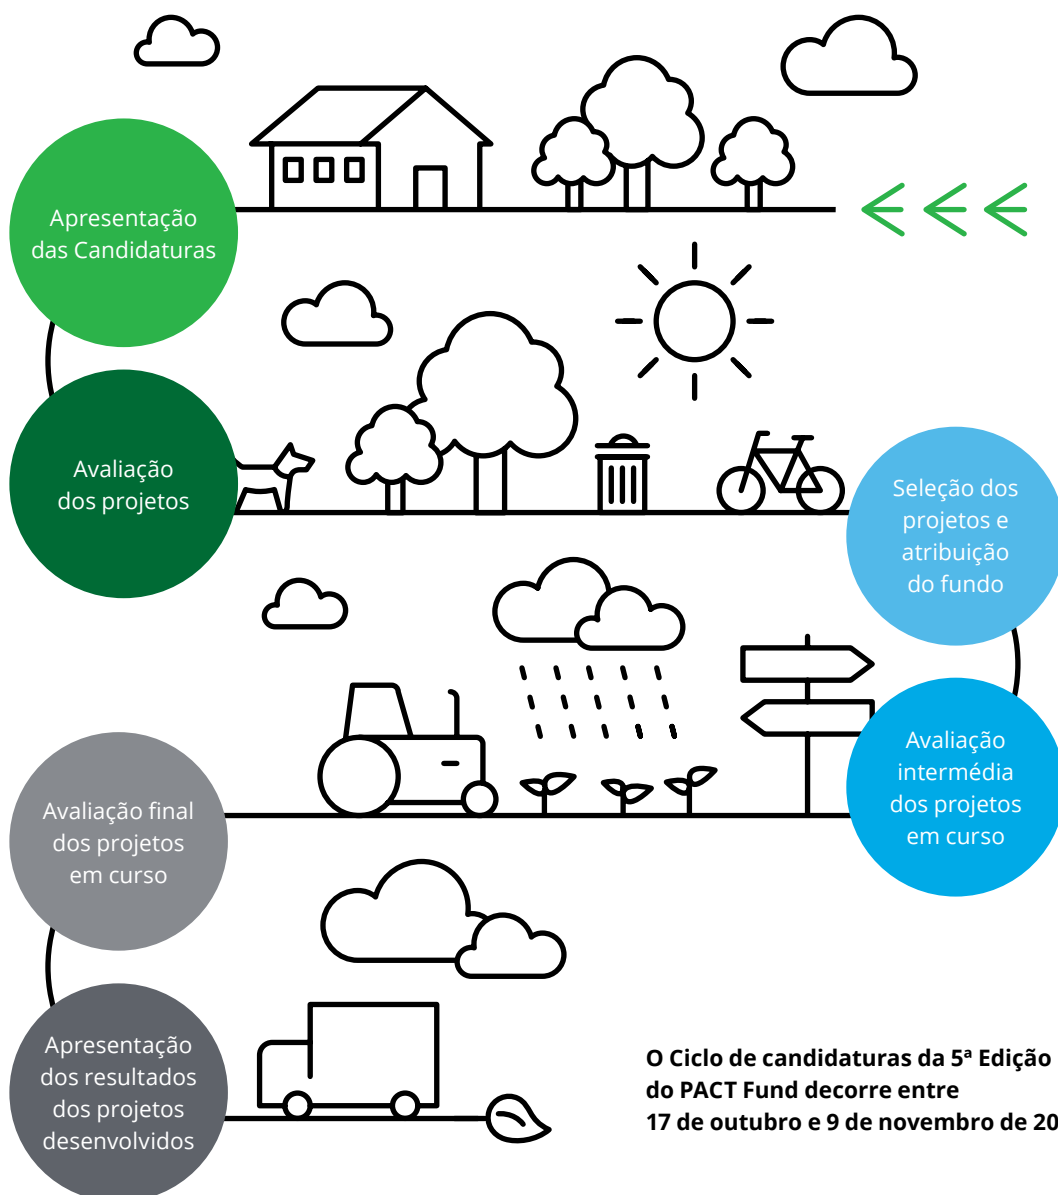 Apresentação
das Candidaturas
Avaliação
dos projetos
Seleção dos
projetos e
atribuição
do fundo
Avaliação
intermédia
dos projetos
em curso
Avaliação final
dos projetos
em curso
Apresentação
dos resultados
dos projetos
desenvolvidos
O Ciclo de candidaturas da 5ª Edição
do PACT Fund decorre entre
17 de outubro e 9 de novembro de